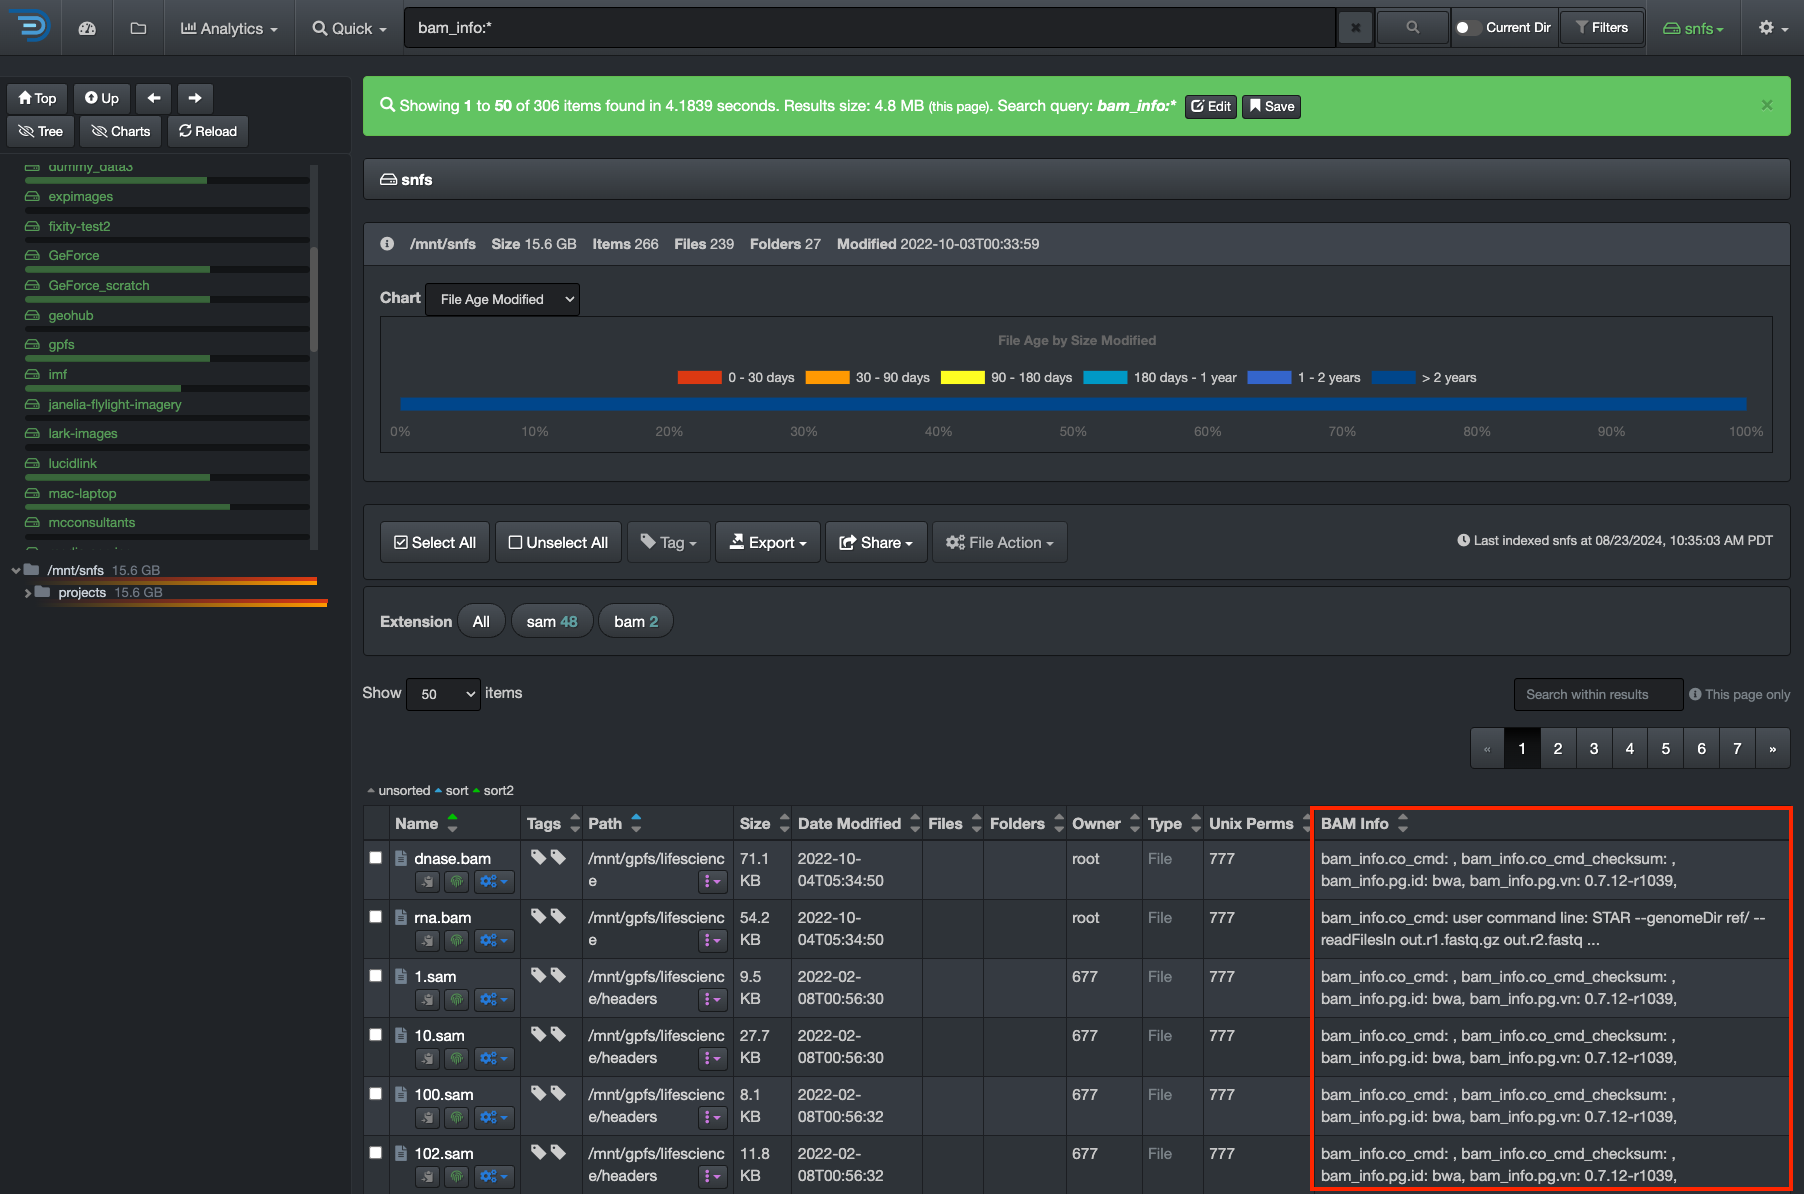 Analytics
Quick
bam_info:*
Current Dir
Filters
snfs
Top
Up
Tree
Charts
Reload
dummy_data3
expimages
fixity-test2
GeForce
GeForce_scratch
geohub
gpfs
imf
janelia-flylight-imagery
lark-images
lucidlink
mac-laptop
mcconsultants
/mnt/snfs 15.6 GB
projects 15.6 GB
Showing 1 to 50 of 306 items found in 4.1839 seconds. Results size: 4.8 MB (this page). Search query: bam_info:* Edit Save
×
snfs
/mnt/snfs Size 15.6 GB Items 266 Files 239 Folders 27 Modified 2022-10-03T00:33:59
Chart File Age Modified
File Age by Size Modified
0 - 30 days 30 - 90 days 90 - 180 days 180 days - 1 year 1 - 2 years > 2 years
0% 10% 20% 30% 40% 50% 60% 70% 80% 90% 100%
Select All Unselect All Tag Export Share File Action Last indexed snfs at 08/23/2024, 10:35:03 AM PDT
Extension All sam 48 bam 2
Show 50 items Search within results This page only
« 1 2 3 4 5 6 7 »
unsorted sort sort2
Name Tags Path Size Date Modified Files Folders Owner Type Unix Perms BAM Info
dnase.bam /mnt/gpfs/lifescienc 71.1 2022-10- root File 777 bam_info.co_cmd: , bam_info.co_cmd_checksum: ,
e KB 04T05:34:50 bam_info.pg.id: bwa, bam_info.pg.vn: 0.7.12-r1039,
rna.bam /mnt/gpfs/lifescienc 54.2 2022-10- root File 777 bam_info.co_cmd: user command line: STAR --genomeDir ref/ --
e KB 04T05:34:50 readFilesIn out.r1.fastq.gz out.r2.fastq ...
1.sam /mnt/gpfs/lifescienc 9.5 2022-02- 677 File 777 bam_info.co_cmd: , bam_info.co_cmd_checksum: ,
e/headers KB 08T00:56:30 bam_info.pg.id: bwa, bam_info.pg.vn: 0.7.12-r1039,
10.sam /mnt/gpfs/lifescienc 27.7 2022-02- 677 File 777 bam_info.co_cmd: , bam_info.co_cmd_checksum: ,
e/headers KB 08T00:56:30 bam_info.pg.id: bwa, bam_info.pg.vn: 0.7.12-r1039,
100.sam /mnt/gpfs/lifescienc 8.1 2022-02- 677 File 777 bam_info.co_cmd: , bam_info.co_cmd_checksum: ,
e/headers KB 08T00:56:32 bam_info.pg.id: bwa, bam_info.pg.vn: 0.7.12-r1039,
102.sam /mnt/gpfs/lifescienc 11.8 2022-02- 677 File 777 bam_info.co_cmd: , bam_info.co_cmd_checksum: ,
e/headers KB 08T00:56:32 bam_info.pg.id: bwa, bam_info.pg.vn: 0.7.12-r1039,